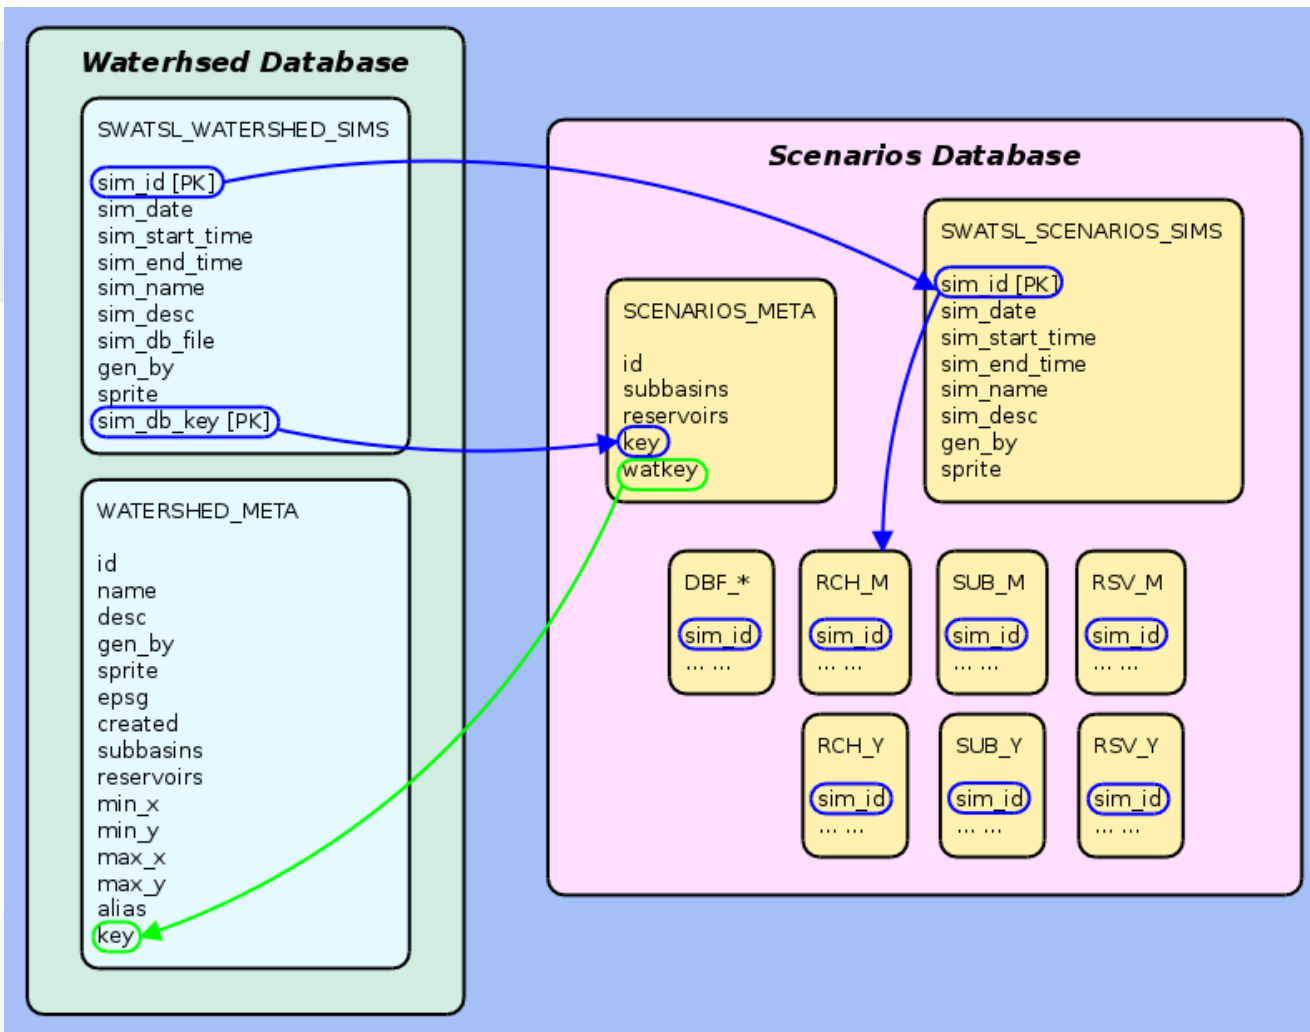 Waterhsed Database
SWATSL_WATERSHED_SIMS
sim_id [PK]
sim_date
sim_start_time
sim_end_time
sim_name
sim_desc
sim_db_file
gen_by
sprite
sim_db_key [PK]
WATERSHED_META
id
name
desc
gen_by
sprite
epsg
created
subbasins
reservoirs
min_x
min_y
max_x
max_y
alias
key
Scenarios Database
SCENARIOS_META
id
subbasins
reservoirs
key
watkey
SWATSL_SCENARIOS_SIMS
sim_id [PK]
sim_date
sim_start_time
sim_end_time
sim_name
sim_desc
gen_by
sprite
DBF_*
sim_id
... ...
RCH_M
sim_id
... ...
SUB_M
sim_id
... ...
RSV_M
sim_id
... ...
RCH_Y
sim_id
... ...
SUB_Y
sim_id
... ...
RSV_Y
sim_id
... ...